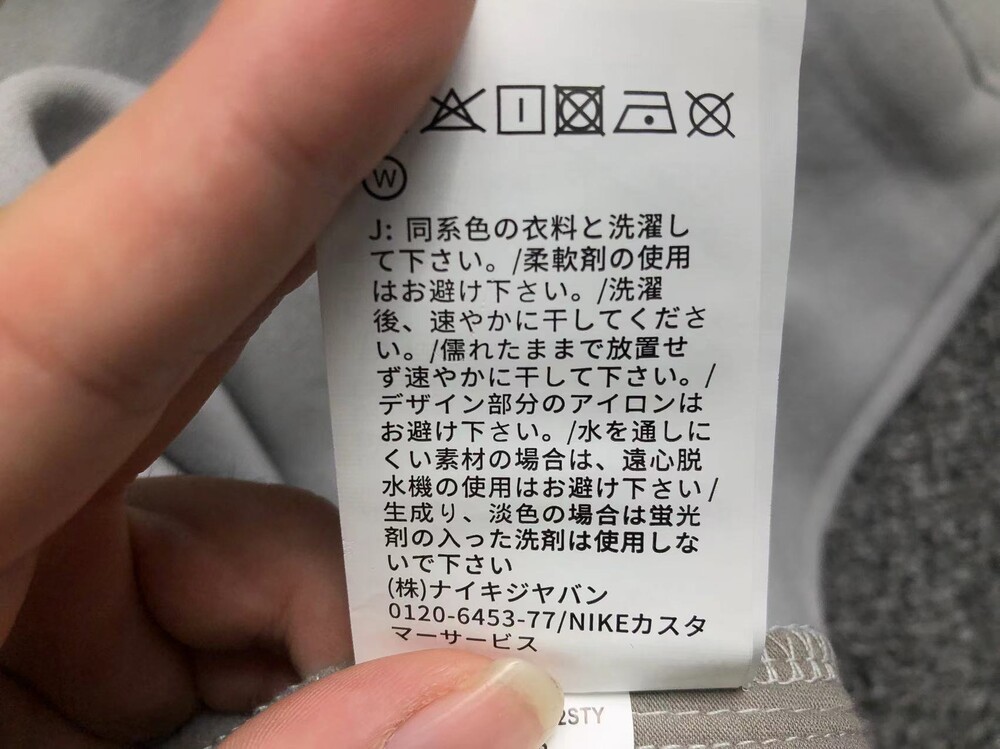 W
J: 同系色の衣料と洗濯し
て下さい。/柔軟剤の使用
はお避け下さい。/洗濯
後、速やかに干してくださ
い。/儒れたままで放置せ
ず速やかに干して下さい。/
デザイン部分のアイロンは
お避け下さい。/水を通しに
くい素材の場合は、遠心脱
水機の使用はお避け下さい/
生成り、淡色の場合は蛍光
剤の入った洗剤は使用しな
いで下さい
(株)ナイキジヤバン
0120-6453-77/NIKEカスタ
マーサービス
2STY